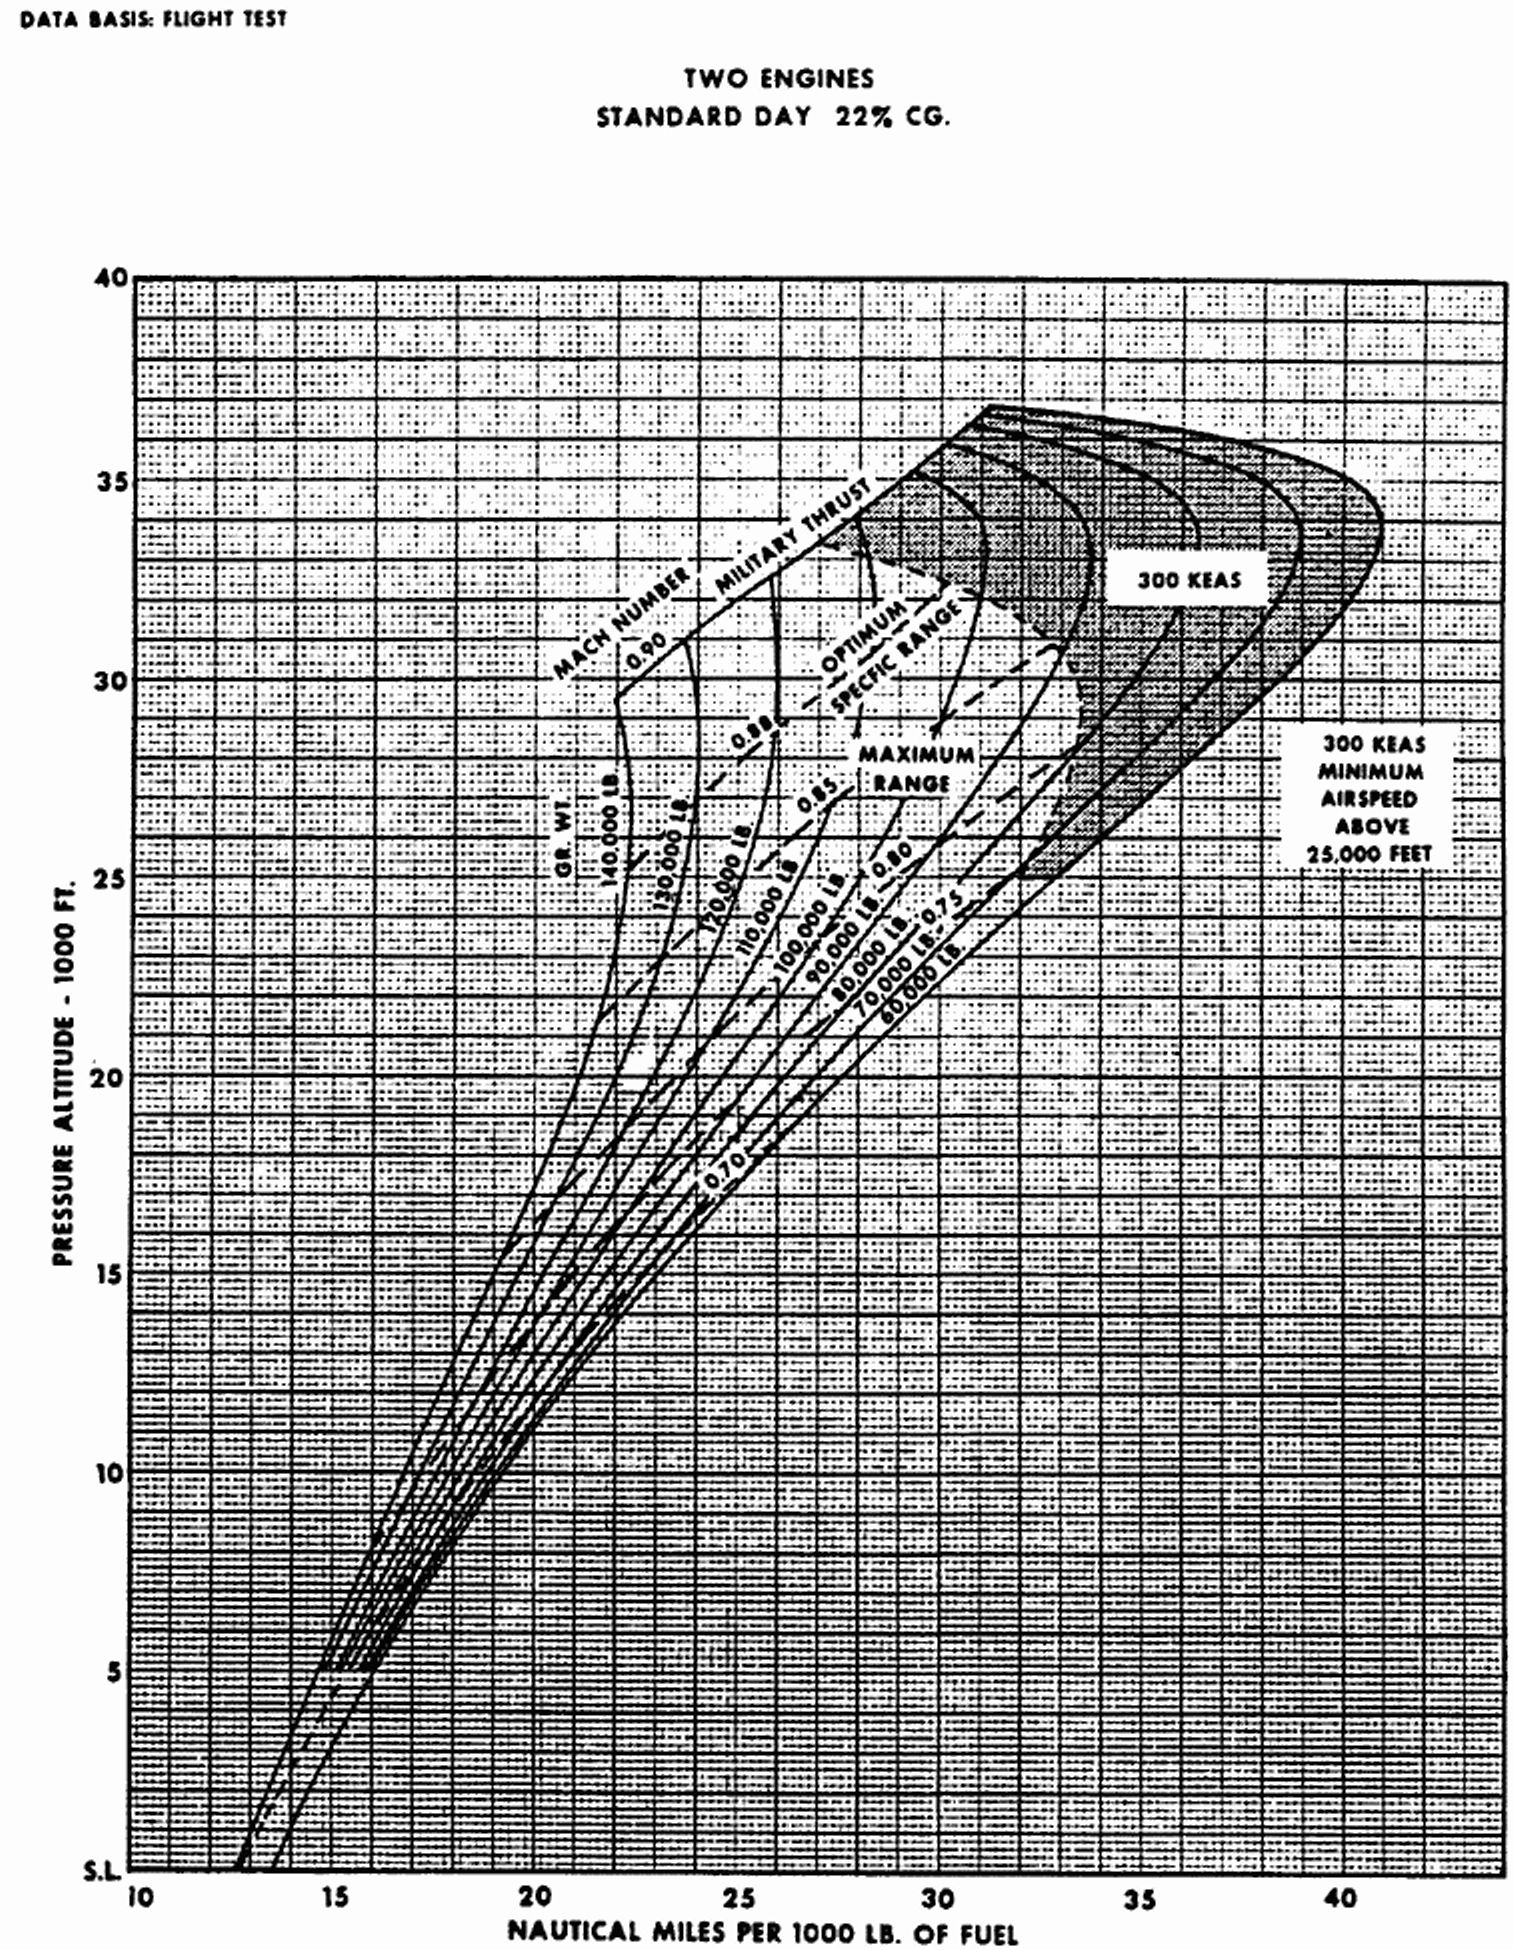 DATA BASIS: FLIGHT TEST
TWO ENGINES
STANDARD DAY 22% CG.
40
35
30
25
20
15
10
5
S.L.
PRESSURE ALTITUDE - 1000 FT.
MACH NUMBER
0.90
MILITARY THRUST
OPTIMUM
SPECFIC RANGE
0.88
MAXIMUM
RANGE
0.85
0.80
0.75
0.70
300 KEAS
300 KEAS
MINIMUM
AIRSPEED
ABOVE
25,000 FEET
GR. WT.
140,000 LB.
130,000 LB.
120,000 LB.
110,000 LB
100,000 LB.
90,000 LB.
80,000 LB.
70,000 LB.
60,000 LB.
10 15 20 25 30 35 40
NAUTICAL MILES PER 1000 LB. OF FUEL